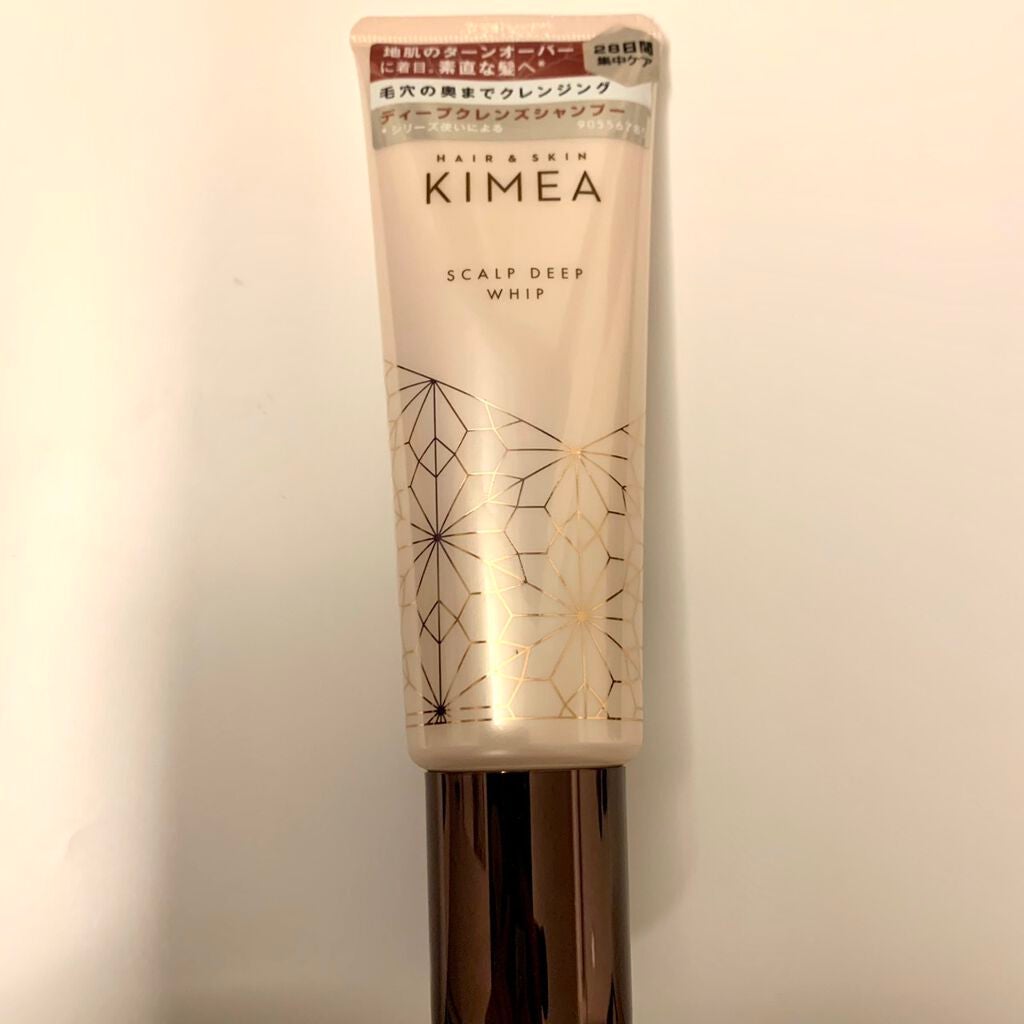 地肌のターンオーバー
に着目。素直な髪へ*
28日間
集中ケア
毛穴の奥までクレンジング
ディープクレンズシャンプー
* シリーズ使いによる
HAIR & SKIN
KIMEA
SCALP DEEP
WHIP